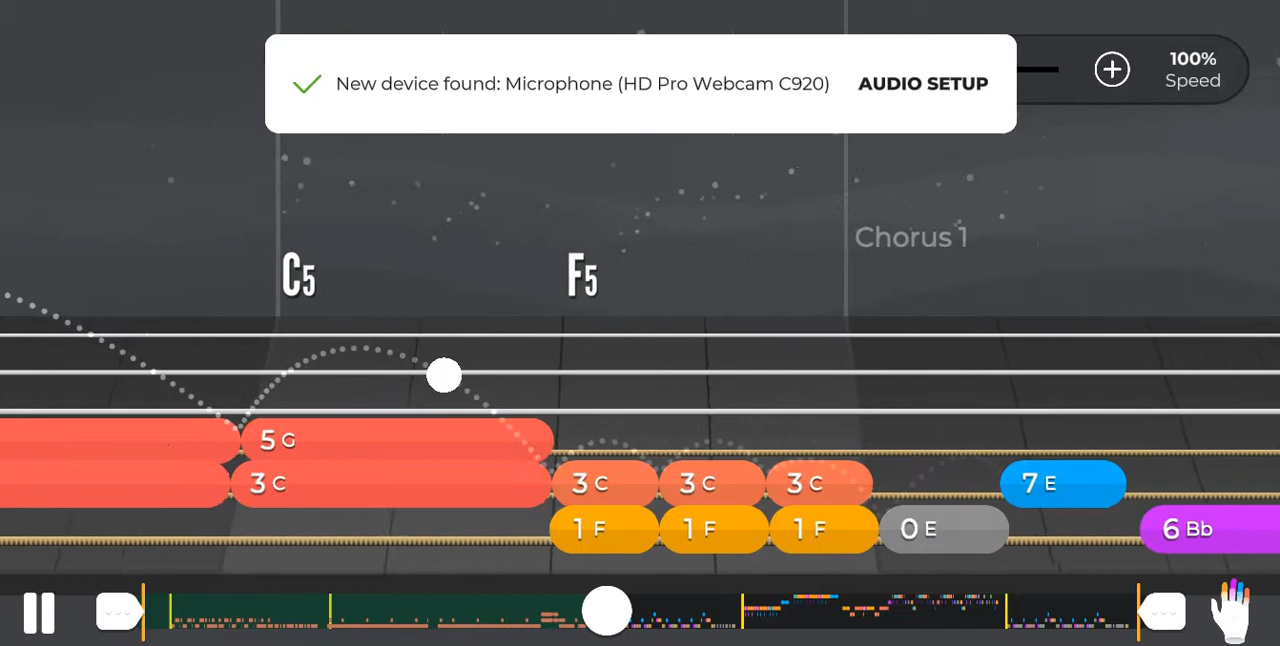 New device found: Microphone (HD Pro Webcam C920) AUDIO SETUP
100%
Speed
Chorus 1
C5 F5
5 G
3 C 3 C 3 C 3 C 7 E
1 F 1 F 1 F 0 E 6 Bb